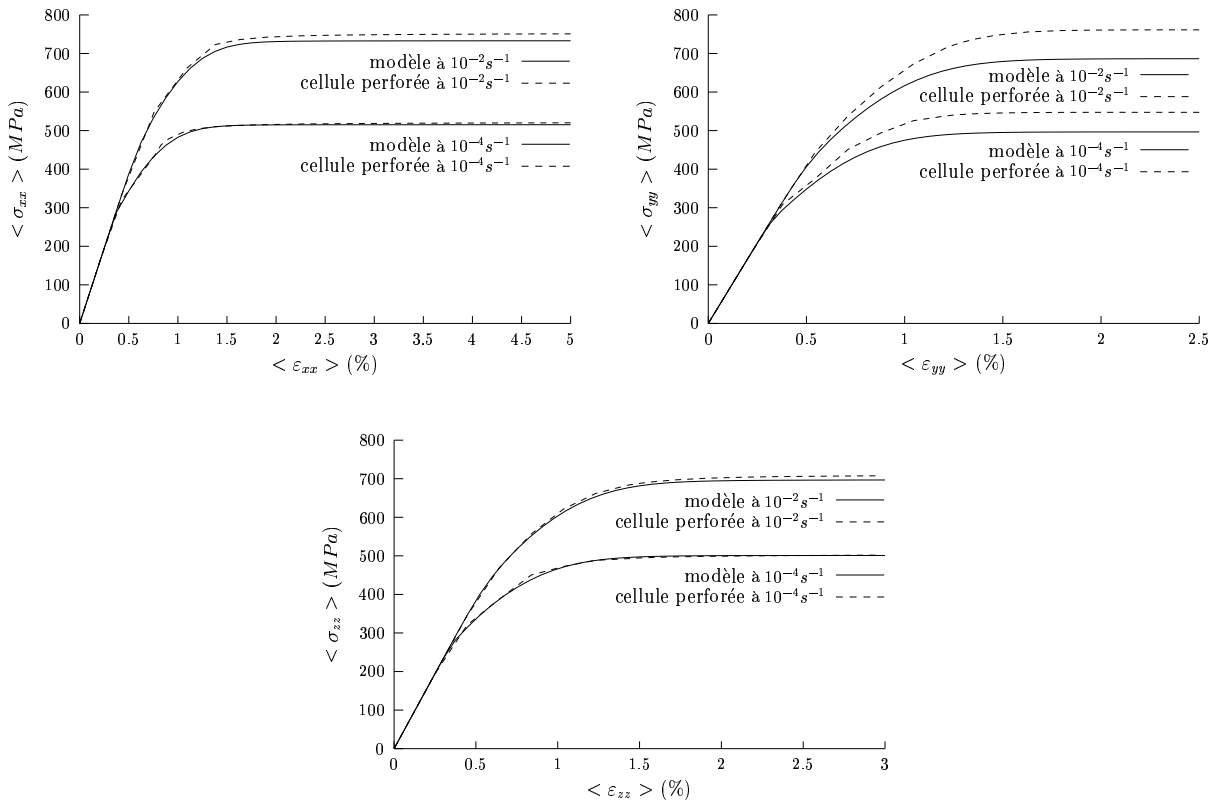 800
700
600
500
400
300
200
100
0
< σxx > (MPa)
modèle à 10−2s−1
cellule perforée à 10−2s−1
modèle à 10−4s−1
cellule perforée à 10−4s−1
0 0.5 1 1.5 2 2.5 3 3.5 4 4.5 5
< εxx > (%)
800
700
600
500
400
300
200
100
0
< σyy > (MPa)
modèle à 10−2s−1
cellule perforée à 10−2s−1
modèle à 10−4s−1
cellule perforée à 10−4s−1
0 0.5 1 1.5 2 2.5
< εyy > (%)
800
700
600
500
400
300
200
100
0
< σzz > (MPa)
modèle à 10−2s−1
cellule perforée à 10−2s−1
modèle à 10−4s−1
cellule perforée à 10−4s−1
0 0.5 1 1.5 2 2.5 3
< εzz > (%)